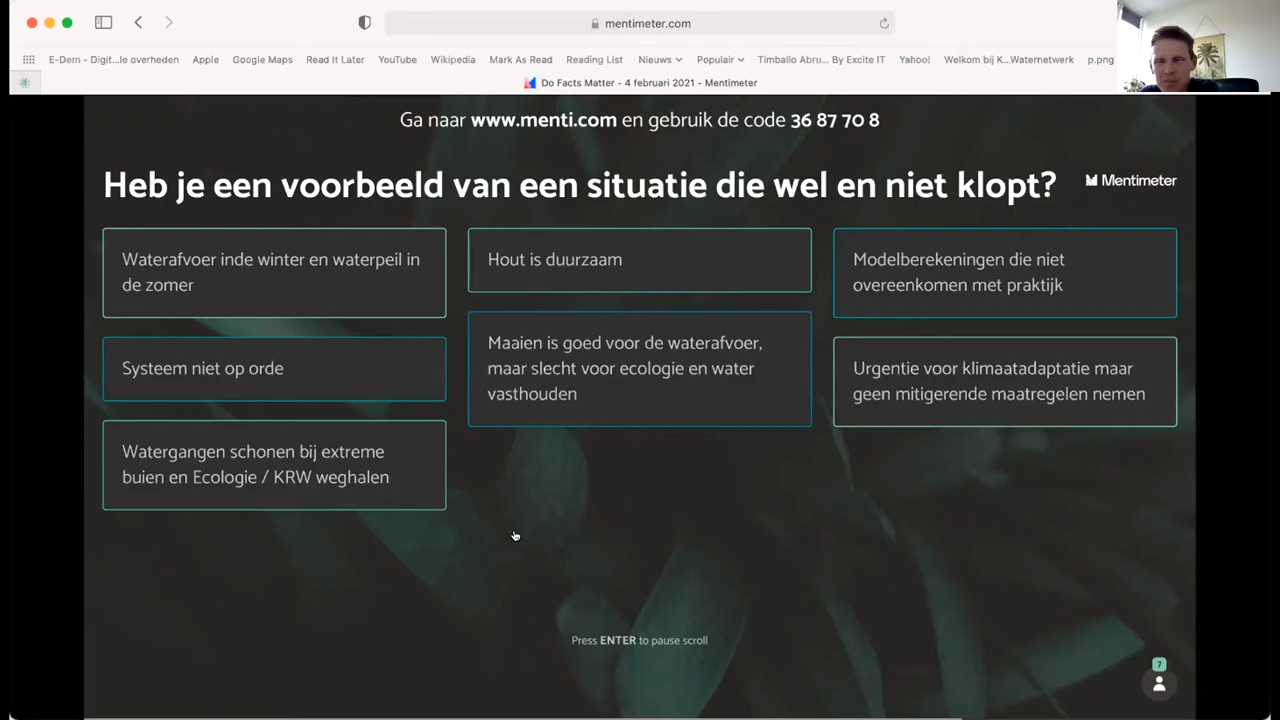 mentimeter.com
E-Dem - Digit...le overheden Apple Google Maps Read It Later YouTube Wikipedia Mark As Read Reading List Nieuws Populair Timballo Abru... By Excite IT Yahoo! Welkom bij K...Waternetwerk p.png
Do Facts Matter - 4 februari 2021 - Mentimeter
Ga naar www.menti.com en gebruik de code 36 87 70 8
Heb je een voorbeeld van een situatie die wel en niet klopt?
Mentimeter
Waterafvoer inde winter en waterpeil in
de zomer
Systeem niet op orde
Watergangen schonen bij extreme
buien en Ecologie / KRW weghalen
Hout is duurzaam
Maaien is goed voor de waterafvoer,
maar slecht voor ecologie en water
vasthouden
Modelberekeningen die niet
overeenkomen met praktijk
Urgentie voor klimaatadaptatie maar
geen mitigerende maatregelen nemen
Press ENTER to pause scroll
7